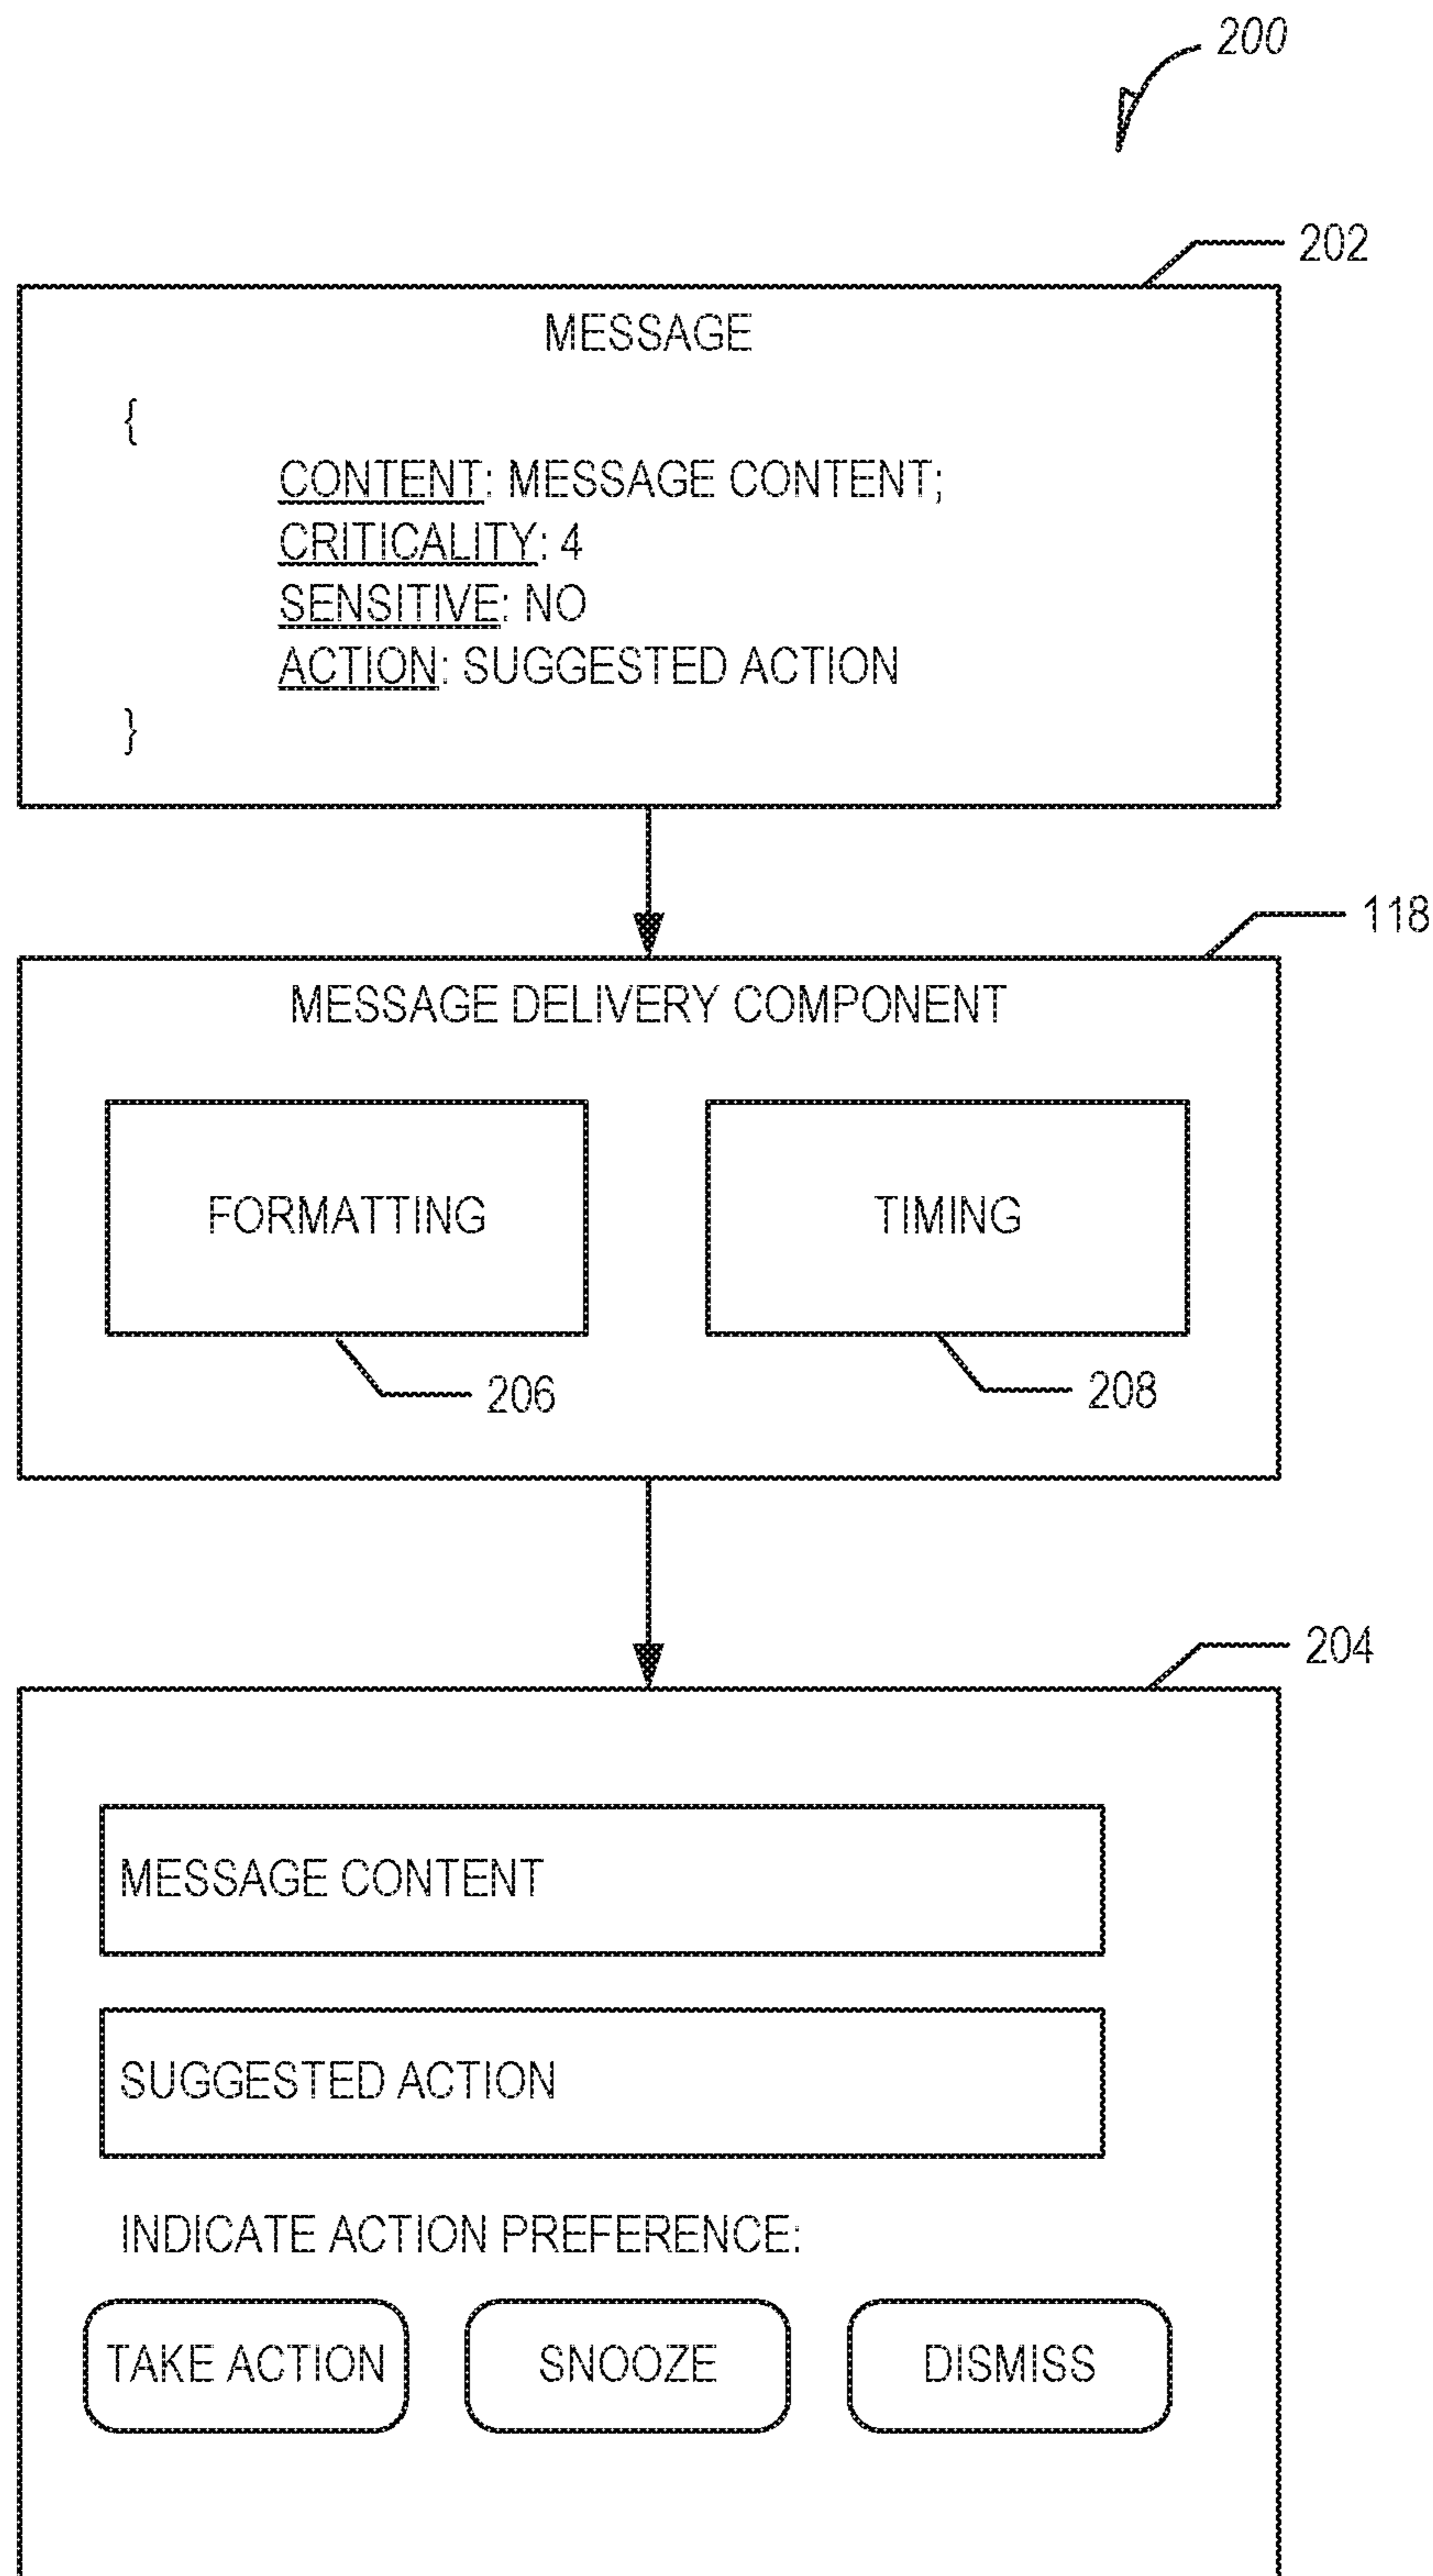 200
202
MESSAGE
{
CONTENT: MESSAGE CONTENT;
CRITICALITY: 4
SENSITIVE: NO
ACTION: SUGGESTED ACTION
}
118
MESSAGE DELIVERY COMPONENT
FORMATTING
TIMING
206
208
204
MESSAGE CONTENT
SUGGESTED ACTION
INDICATE ACTION PREFERENCE:
TAKE ACTION
SNOOZE
DISMISS